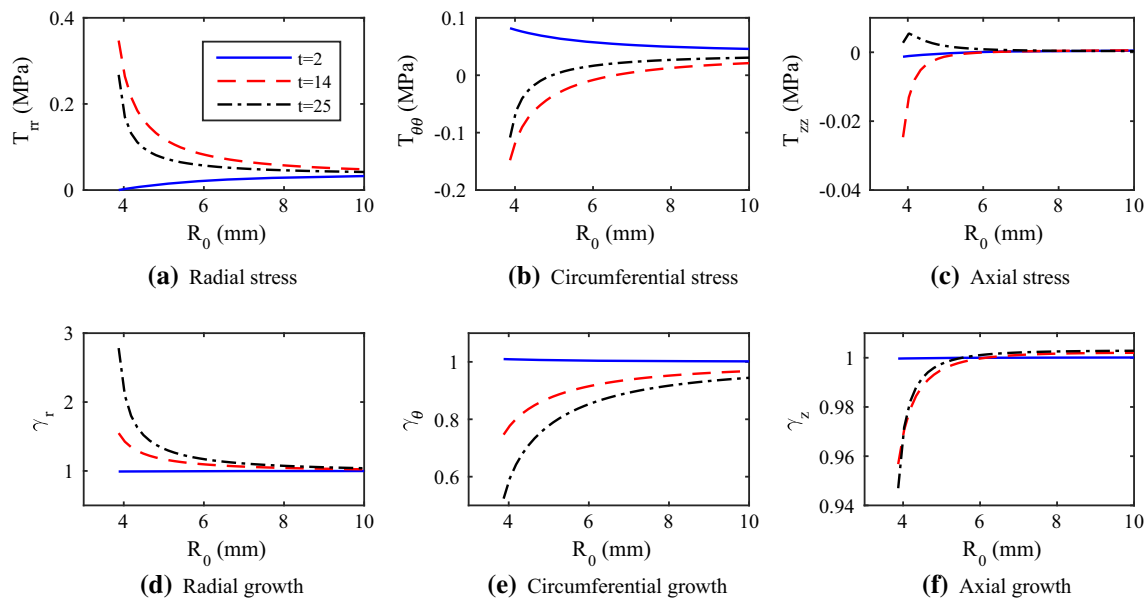 0.4
0.2
0
T_rr (MPa)
t=2
t=14
t=25
4 6 8 10
R_0 (mm)
(a) Radial stress
0.2
0.1
0
-0.1
-0.2
T_θθ (MPa)
4 6 8 10
R_0 (mm)
(b) Circumferential stress
0
-0.02
-0.04
T_zz (MPa)
4 6 8 10
R_0 (mm)
(c) Axial stress
3
2
1
γ_r
4 6 8 10
R_0 (mm)
(d) Radial growth
1
0.8
0.6
γ_θ
4 6 8 10
R_0 (mm)
(e) Circumferential growth
1
0.98
0.96
0.94
γ_z
4 6 8 10
R_0 (mm)
(f) Axial growth